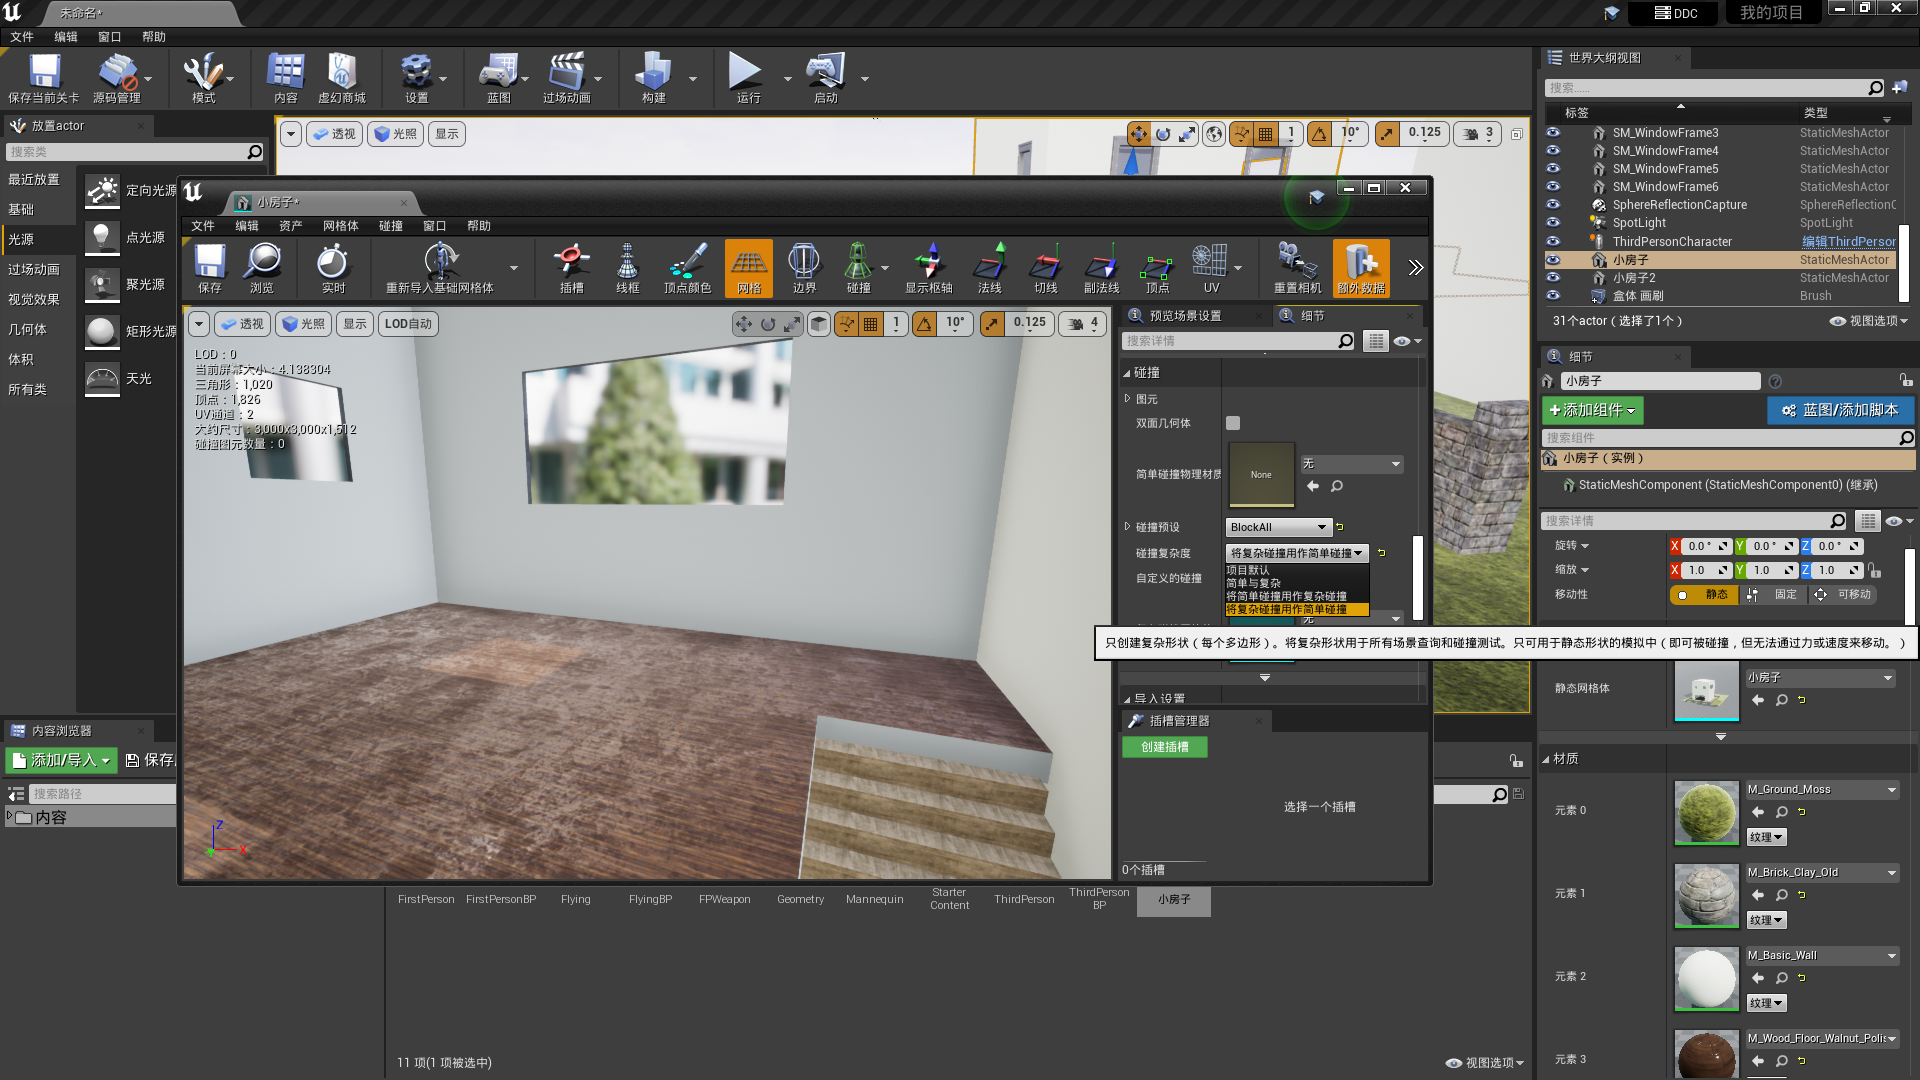 未命名*
DDC
我的项目
文件 编辑 窗口 帮助
保存当前关卡 源码管理 模式 内容 虚幻商城 设置 蓝图 过场动画 构建 运行 启动
放置actor
搜索类
最近放置
基础
光源
过场动画
视觉效果
几何体
体积
所有类
定向光源
点光源
聚光源
矩形光源
天光
透视 光照 显示
1 10° 0.125 3
小房子*
文件 编辑 资产 网格体 碰撞 窗口 帮助
保存 浏览 实时 重新导入基础网格体 插槽 线框 顶点颜色 网格 边界 碰撞 显示枢轴 法线 切线 副法线 顶点 UV 重置相机 额外数据
透视 光照 显示 LOD自动
1 10° 0.125 4
LOD：0
当前屏幕大小：4.138304
三角形：1,020
顶点：1,826
UV通道：2
大约尺寸：3,000x3,000x1,512
碰撞图元数量：0
Z
X
预览场景设置 细节
搜索详情
碰撞
图元
双面几何体
简单碰撞物理材质
None
无
碰撞预设 BlockAll
碰撞复杂度 将复杂碰撞用作简单碰撞
自定义的碰撞
项目默认
简单与复杂
将简单碰撞用作复杂碰撞
将复杂碰撞用作简单碰撞
无
只创建复杂形状（每个多边形）。将复杂形状用于所有场景查询和碰撞测试。只可用于静态形状的模拟中（即可被碰撞，但无法通过力或速度来移动。）
导入设置
插槽管理器
创建插槽
选择一个插槽
0个插槽
世界大纲视图
搜索......
标签 类型
SM_WindowFrame3 StaticMeshActor
SM_WindowFrame4 StaticMeshActor
SM_WindowFrame5 StaticMeshActor
SM_WindowFrame6 StaticMeshActor
SphereReflectionCapture SphereReflectionC
SpotLight SpotLight
ThirdPersonCharacter 编辑ThirdPerson
小房子 StaticMeshActor
小房子2 StaticMeshActor
盒体 画刷 Brush
31个actor（选择了1个） 视图选项
细节
小房子
添加组件 蓝图/添加脚本
搜索组件
小房子（实例）
StaticMeshComponent (StaticMeshComponent0) (继承)
搜索详情
旋转 X 0.0 ° Y 0.0 ° Z 0.0 °
缩放 X 1.0 Y 1.0 Z 1.0
移动性 静态 固定 可移动
静态网格体 小房子
材质
元素 0 M_Ground_Moss
纹理
元素 1 M_Brick_Clay_Old
纹理
元素 2 M_Basic_Wall
纹理
元素 3 M_Wood_Floor_Walnut_Polis
内容浏览器
添加/导入 保存
搜索路径
内容
FirstPerson FirstPersonBP Flying FlyingBP FPWeapon Geometry Mannequin Starter Content ThirdPerson ThirdPerson BP 小房子
11 项(1 项被选中) 视图选项